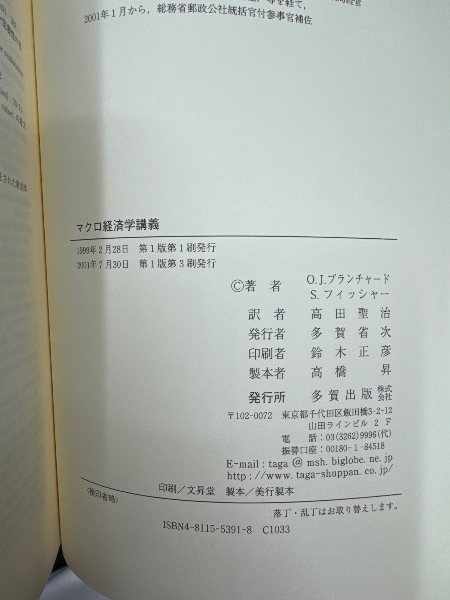 等を経て,
2001年1月から，総務省郵政公社統括官付参事官補佐
マクロ経済学講義
1999年2月28日　第1版第1刷発行
2001年7月30日　第1版第3刷発行
©著　者　O.J.ブランチャード
S.フィッシャー
訳　者　高田聖治
発行者　多賀省次
印刷者　鈴木正彦
製本者　高橋　昇
発行所　多賀出版株式会社
〒102-0072　東京都千代田区飯田橋3-2-12
山田ラインビル 2 F
電　話：03(3262)9996(代)
振替口座：00180-1-84518
E-mail : taga @ msh. biglobe. ne. jp
http://www. taga-shuppan. co. jp/
印刷／文昇堂　製本／美行製本
〈検印省略〉
落丁・乱丁はお取り替えします。
ISBN4-8115-5391-8　C1033